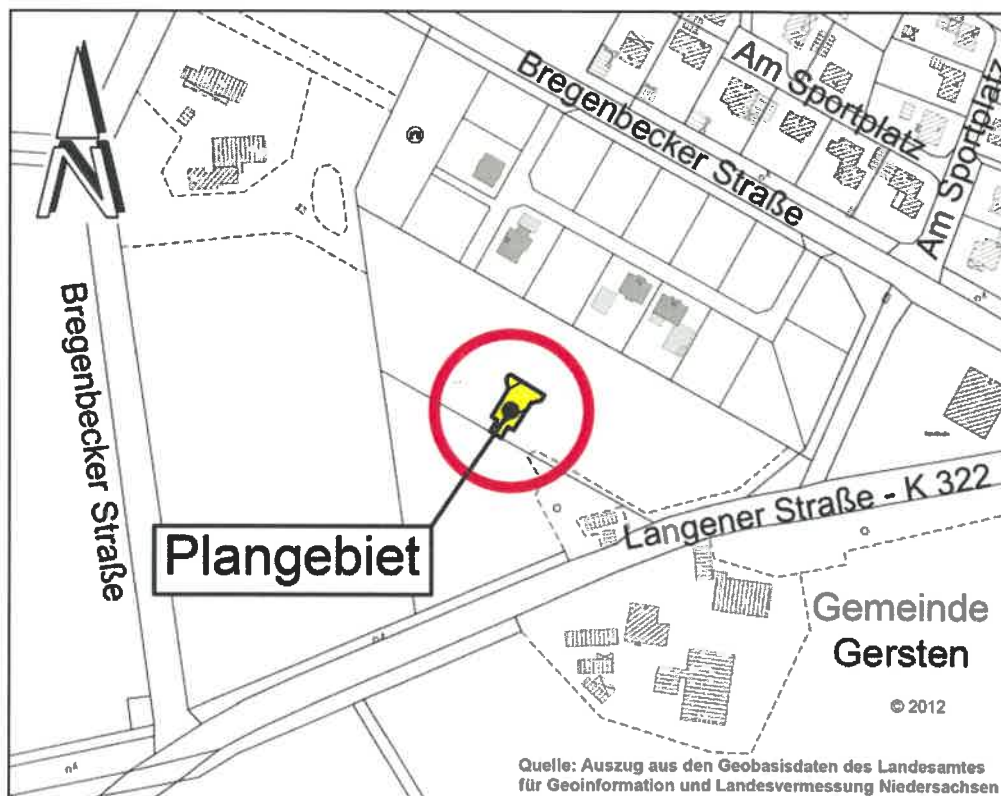 N
Bregenbecker Straße
Am Sportplatz
Am Sportplatz
Bregenbecker Straße
Plangebiet
Langener Straße - K 322
Gemeinde
Gersten
© 2012
Quelle: Auszug aus den Geobasisdaten des Landesamtes
für Geoinformation und Landesvermessung Niedersachsen